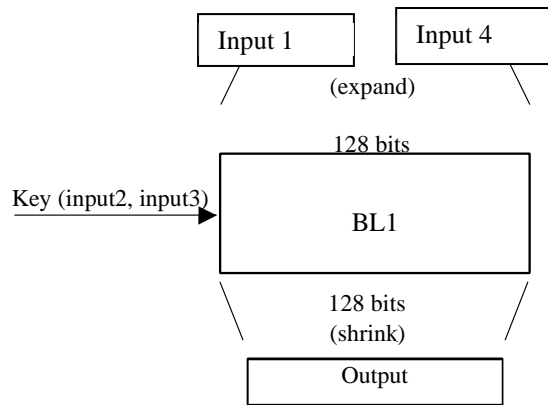 Input 1
Input 4
(expand)
128 bits
Key (input2, input3)
BL1
128 bits
(shrink)
Output